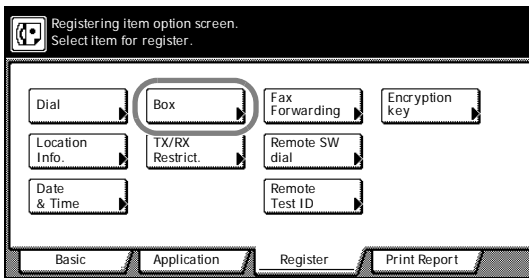 Registering item option screen.
Select item for register.
Dial
Box
Fax
Forwarding
Encryption
key
Location
Info.
TX/RX
Restrict.
Remote SW
dial
Date
& Time
Remote
Test ID
Basic
Application
Register
Print Report